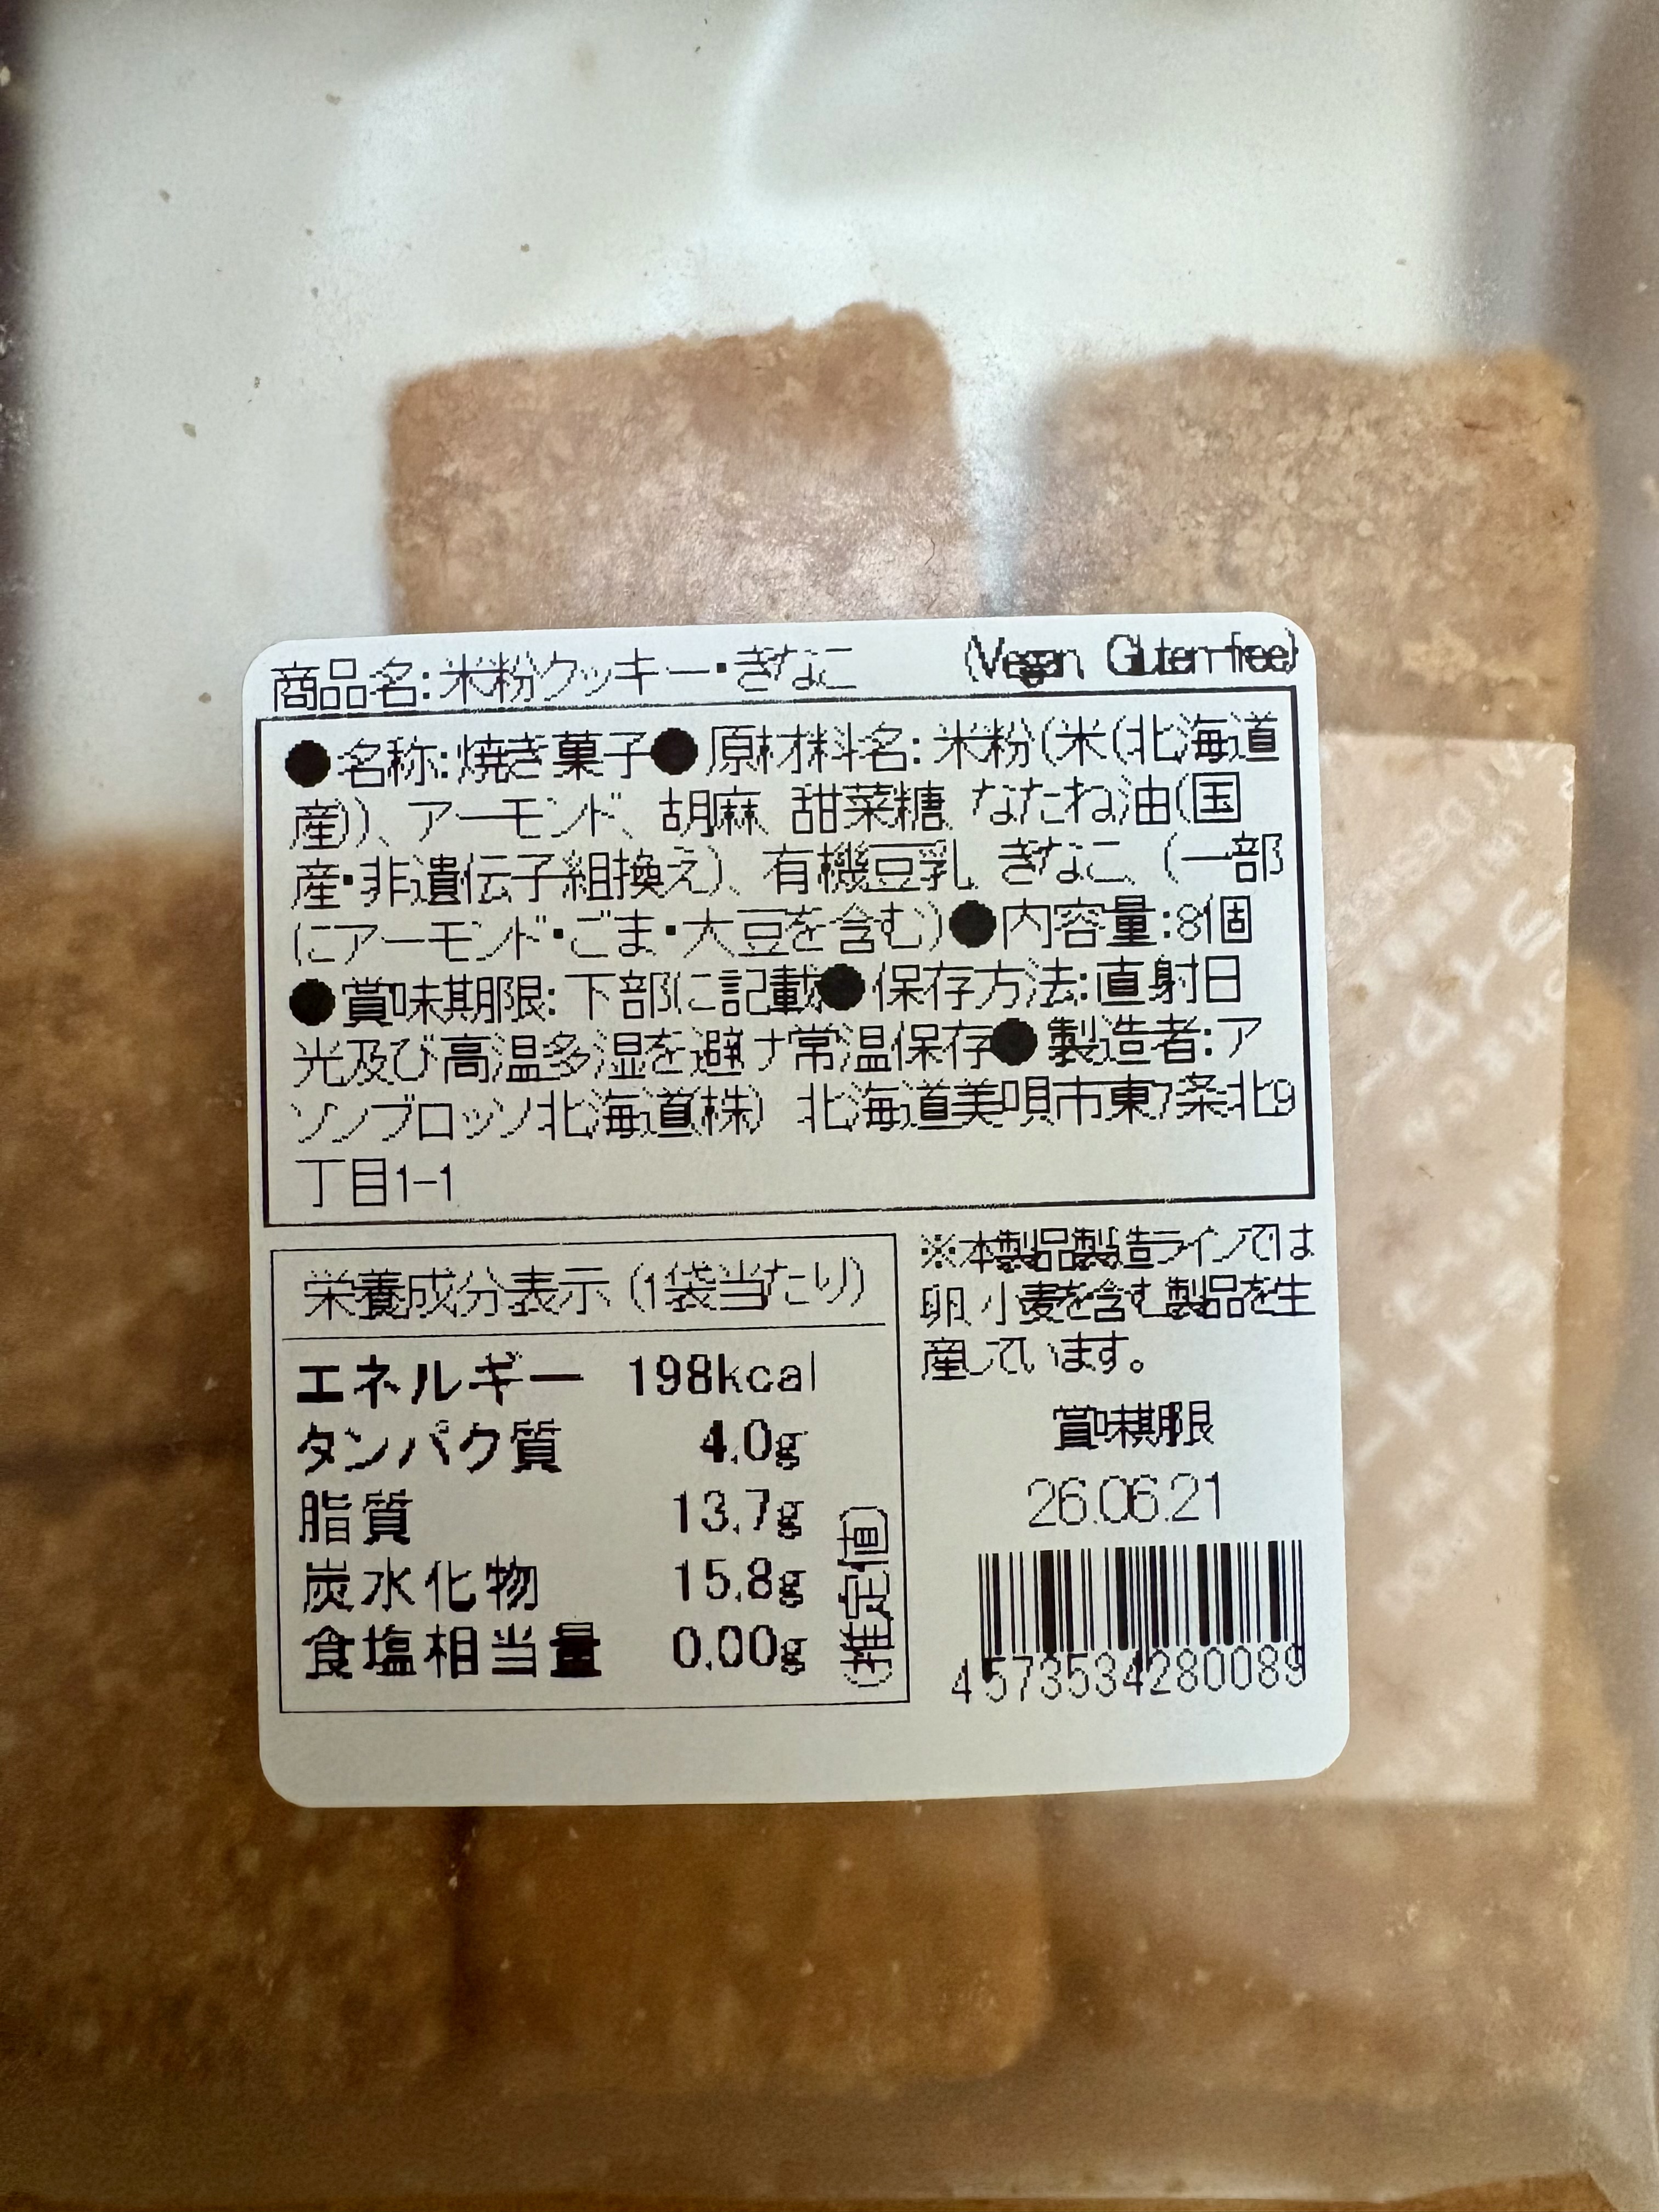 商品名:米粉クッキー・きなこ (Vegan Gluten-free)
●名称:焼き菓子●原材料名:米粉(米(北海道
産))、アーモンド、胡麻、甜菜糖、なたね油(国
産・非遺伝子組換え)、有機豆乳、きなこ、(一部
にアーモンド・ごま・大豆を含む)●内容量:8個
●賞味期限:下部に記載●保存方法:直射日
光及び高温多湿を避け常温保存●製造者:ア
ソンブロッソ北海道(株) 北海道美唄市東7条北9
丁目1-1
栄養成分表示(1袋当たり)
エネルギー 198kcal
タンパク質 4.0g
脂質 13.7g
炭水化物 15.8g
食塩相当量 0.00g
(推定値)
※本製品製造ラインでは
卵、小麦を含む製品を生
産しています。
賞味期限
26.06.21
4573534280089